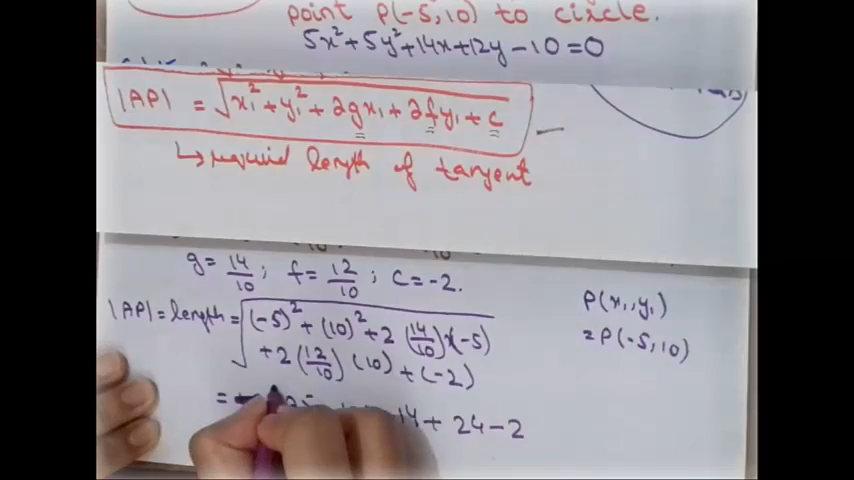 point P(-5,10) to circle.
5x²+5y²+14x+12y-10=0
|AP| = √x₁²+y₁²+2gx₁+2fy₁+c
↳ required length of tangent
g= 14/10 ; f= 12/10 ; c=-2.
P(x₁,y₁)
|AP|=length=√(-5)²+(10)²+2(14/10)x(-5)
=P(-5,10)
+2(12/10)(10)+(-2)
= 14+ 24-2